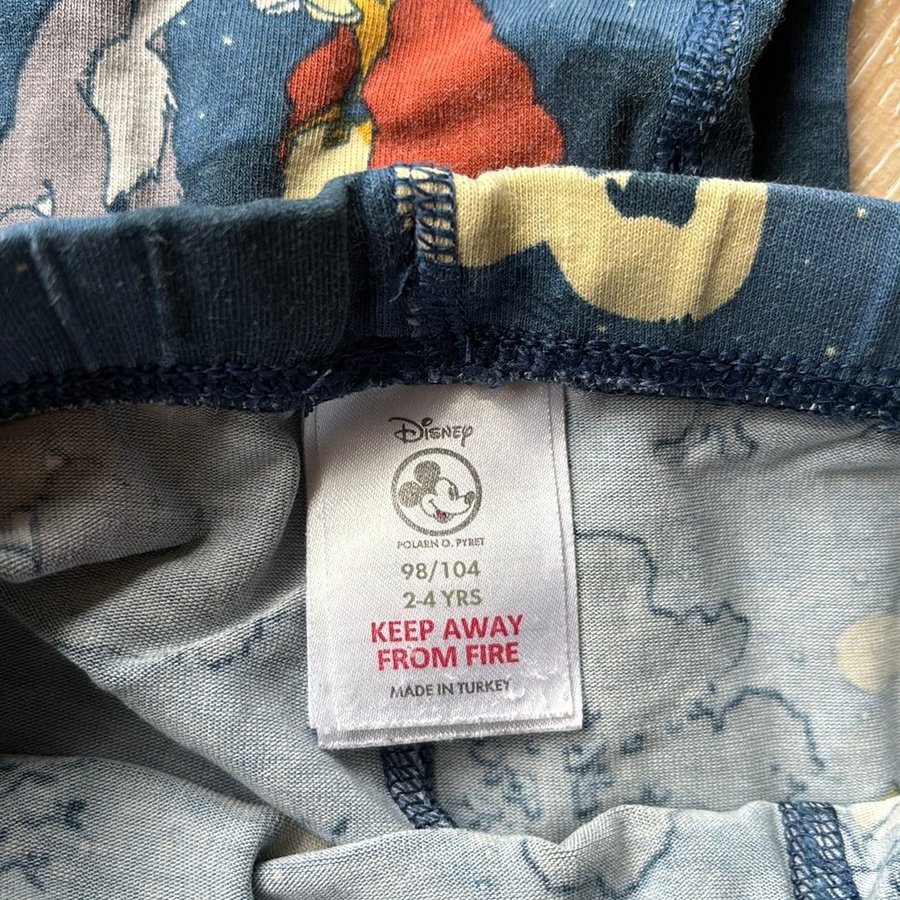 Disney
POLARN O. PYRET
98/104
2-4 YRS
KEEP AWAY
FROM FIRE
MADE IN TURKEY